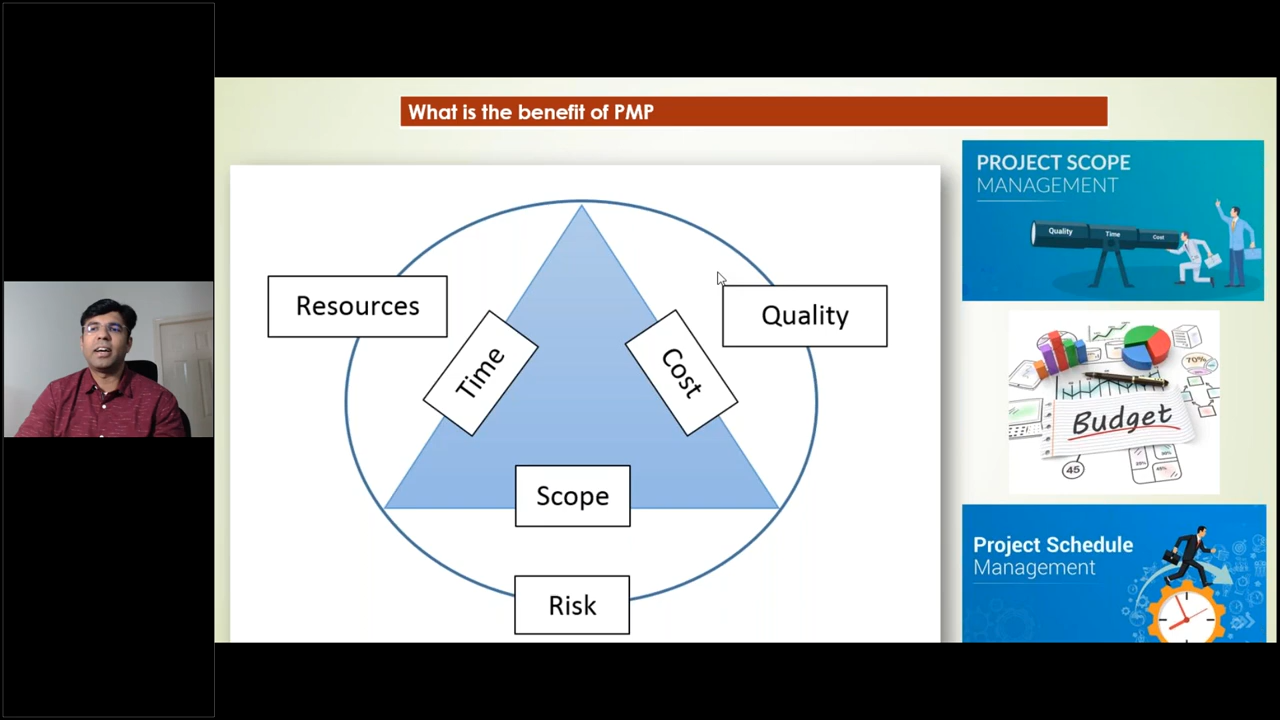 What is the benefit of PMP
Resources
Quality
Time
Cost
Scope
Risk
PROJECT SCOPE
MANAGEMENT
Quality
Time
Cost
70%
Budget
45
Project Schedule
Management